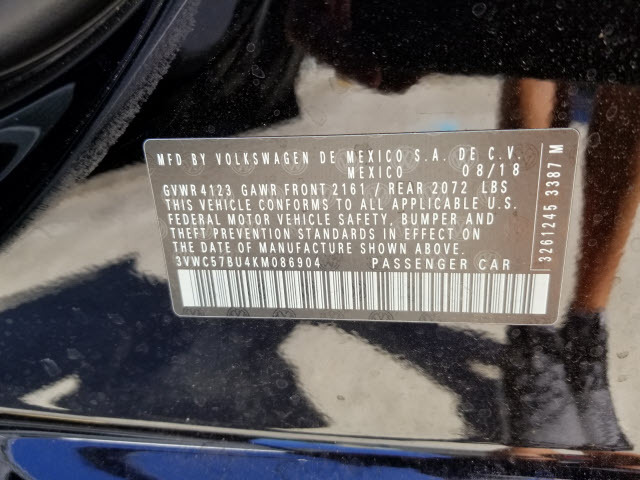 MFD BY VOLKSWAGEN DE MEXICO S.A. DE C.V.
MEXICO 08/18
GVWR 4123 GAWR FRONT 2161 / REAR 2072 LBS
THIS VEHICLE CONFORMS TO ALL APPLICABLE U.S.
FEDERAL MOTOR VEHICLE SAFETY, BUMPER AND
THEFT PREVENTION STANDARDS IN EFFECT ON
THE DATE OF MANUFACTURE SHOWN ABOVE.
3VWC57BU4KM086904 PASSENGER CAR
3261245 3387 M